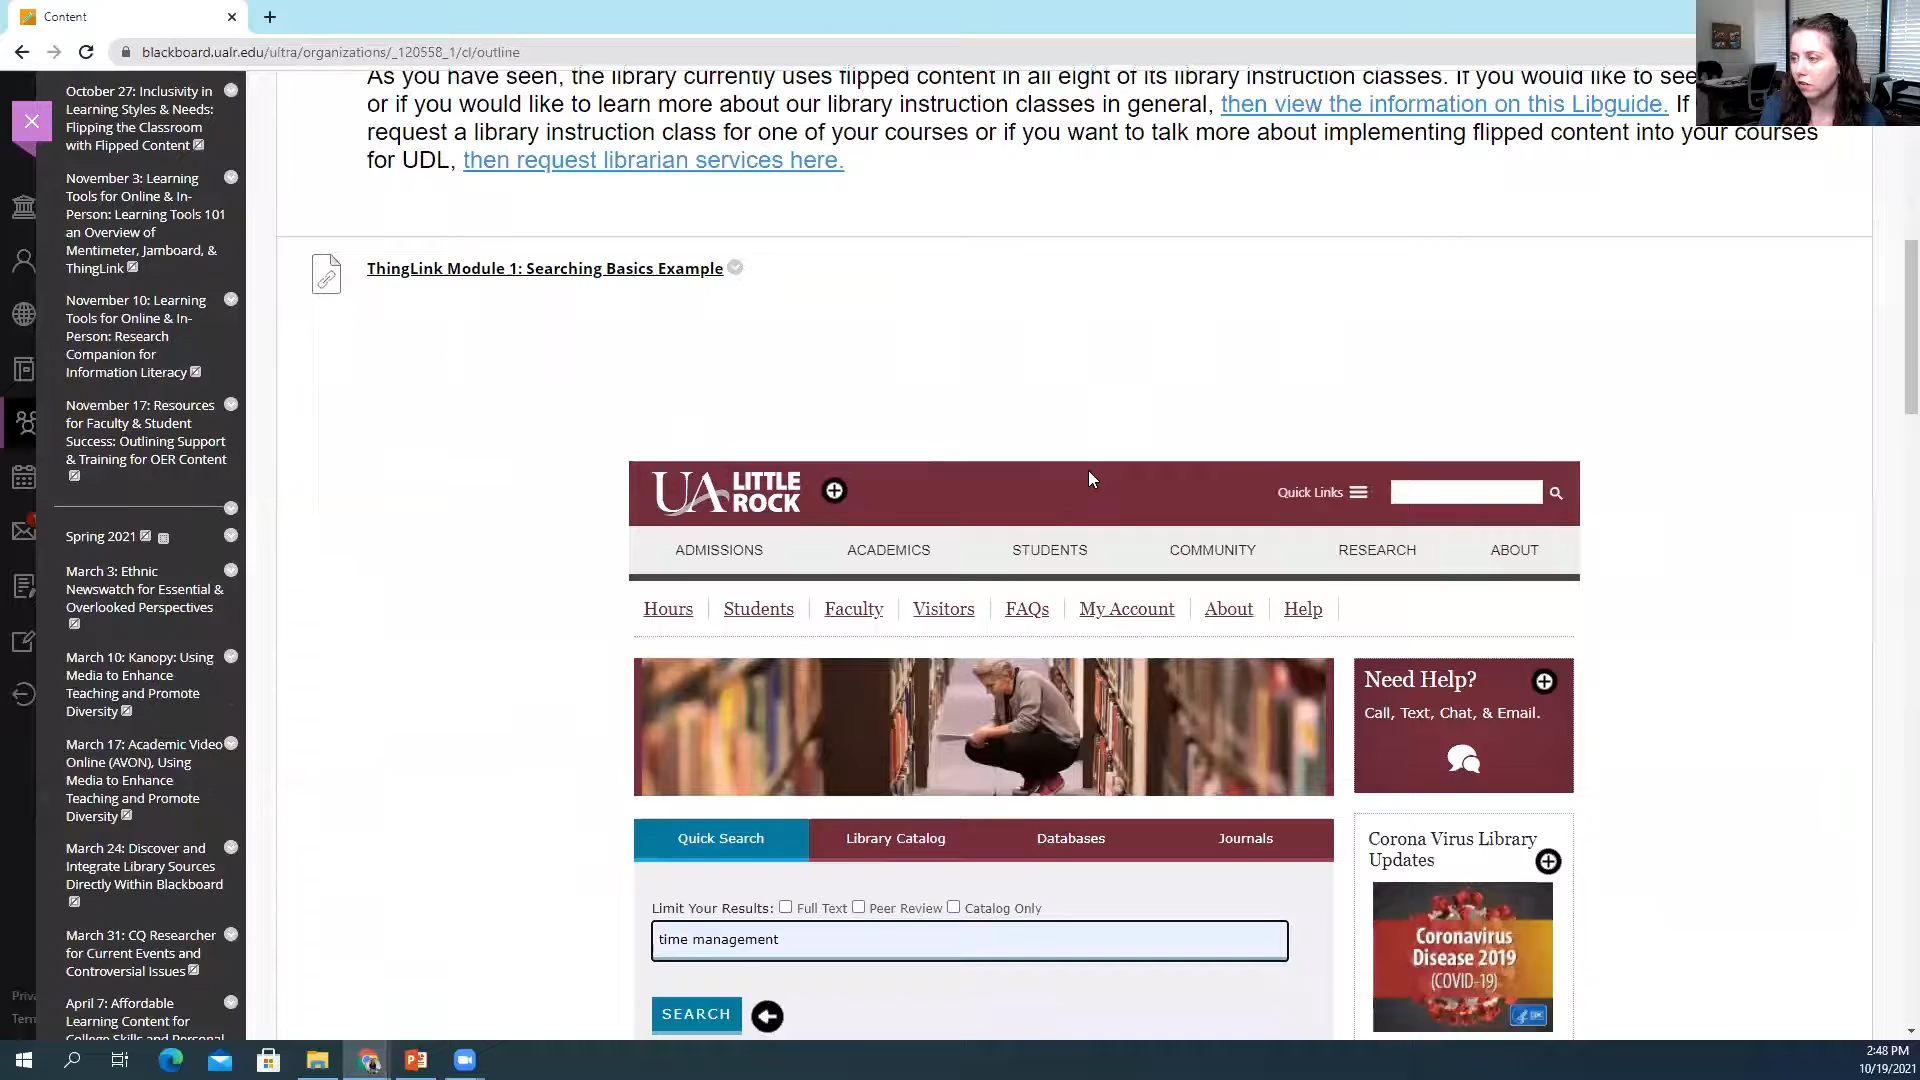 Content
blackboard.ualr.edu/ultra/organizations/_120558_1/cl/outline
October 27: Inclusivity in
Learning Styles & Needs:
Flipping the Classroom
with Flipped Content
November 3: Learning
Tools for Online & In-
Person: Learning Tools 101
an Overview of
Mentimeter, Jamboard, &
ThingLink
November 10: Learning
Tools for Online & In-
Person: Research
Companion for
Information Literacy
November 17: Resources
for Faculty & Student
Success: Outlining Support
& Training for OER Content
Spring 2021
March 3: Ethnic
Newswatch for Essential &
Overlooked Perspectives
March 10: Kanopy: Using
Media to Enhance
Teaching and Promote
Diversity
March 17: Academic Video
Online (AVON), Using
Media to Enhance
Teaching and Promote
Diversity
March 24: Discover and
Integrate Library Sources
Directly Within Blackboard
March 31: CQ Researcher
for Current Events and
Controversial Issues
April 7: Affordable
Learning Content for
College Skills and Personal
Priva
Tern
As you have seen, the library currently uses flipped content in all eight of its library instruction classes. If you would like to see
or if you would like to learn more about our library instruction classes in general, then view the information on this Libguide. If
request a library instruction class for one of your courses or if you want to talk more about implementing flipped content into your courses
for UDL, then request librarian services here.
ThingLink Module 1: Searching Basics Example
UA LITTLE ROCK
Quick Links
ADMISSIONS ACADEMICS STUDENTS COMMUNITY RESEARCH ABOUT
Hours Students Faculty Visitors FAQs My Account About Help
Need Help?
Call, Text, Chat, & Email.
Quick Search Library Catalog Databases Journals
Limit Your Results: Full Text Peer Review Catalog Only
time management
SEARCH
Corona Virus Library
Updates
Coronavirus
Disease 2019
(COVID-19)
2:48 PM
10/19/2021